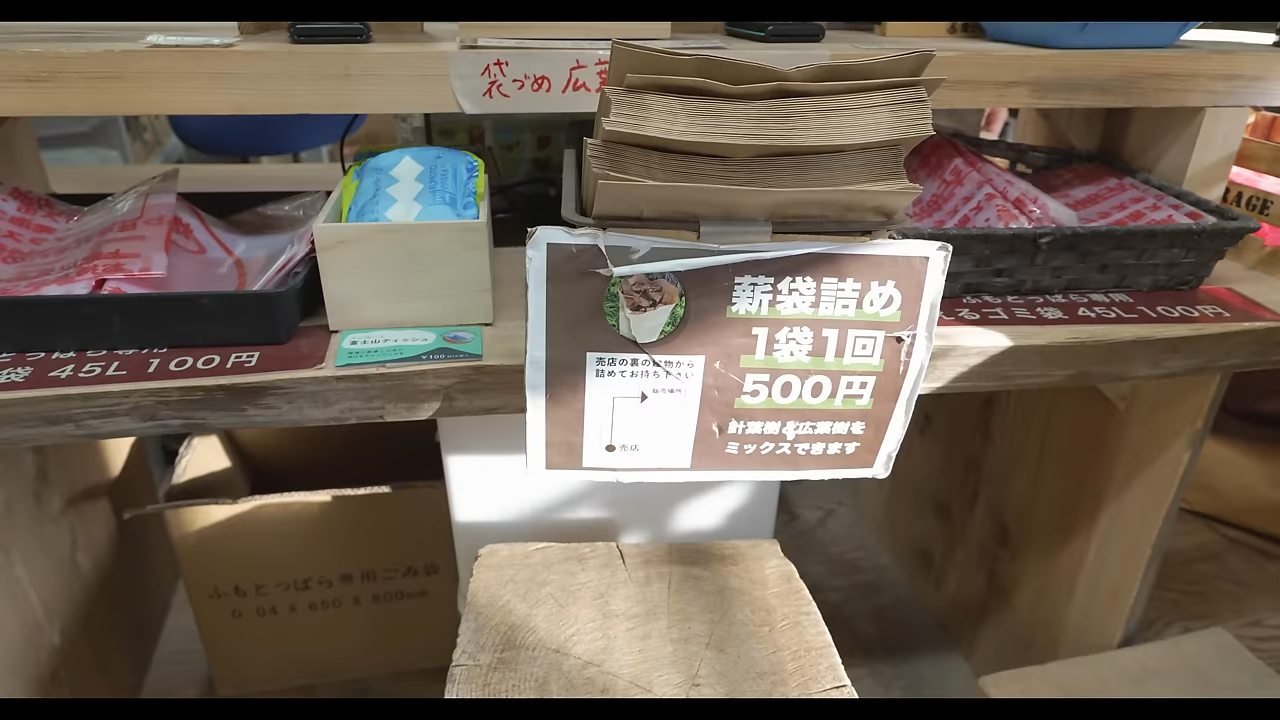 袋づめ 広
RAGE
ふもとっぱら専用
えるゴミ袋 45L 100円
袋 45L 100円
富士山ティッシュ
¥100
薪袋詰め
1袋1回
500円
針葉樹と広葉樹を
ミックスできます
売店の裏の建物から
詰めてお持ち下さい
販売場所
売店
ふもとっぱら専用ごみ袋